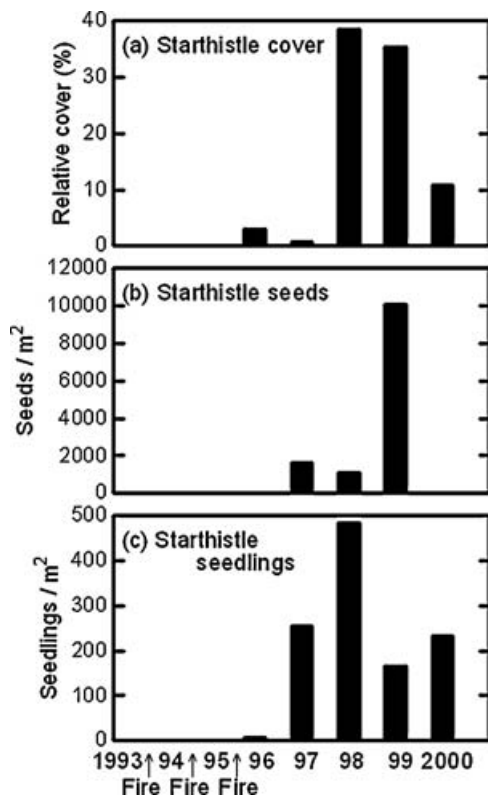 (a) Starthistle cover
Relative cover (%)
40
30
20
10
0
(b) Starthistle seeds
Seeds / m²
12000
10000
8000
6000
4000
2000
0
(c) Starthistle
seedlings
Seedlings / m²
500
400
300
200
100
0
1993↑ 94 ↑ 95↑ 96 97 98 99 2000
Fire Fire Fire